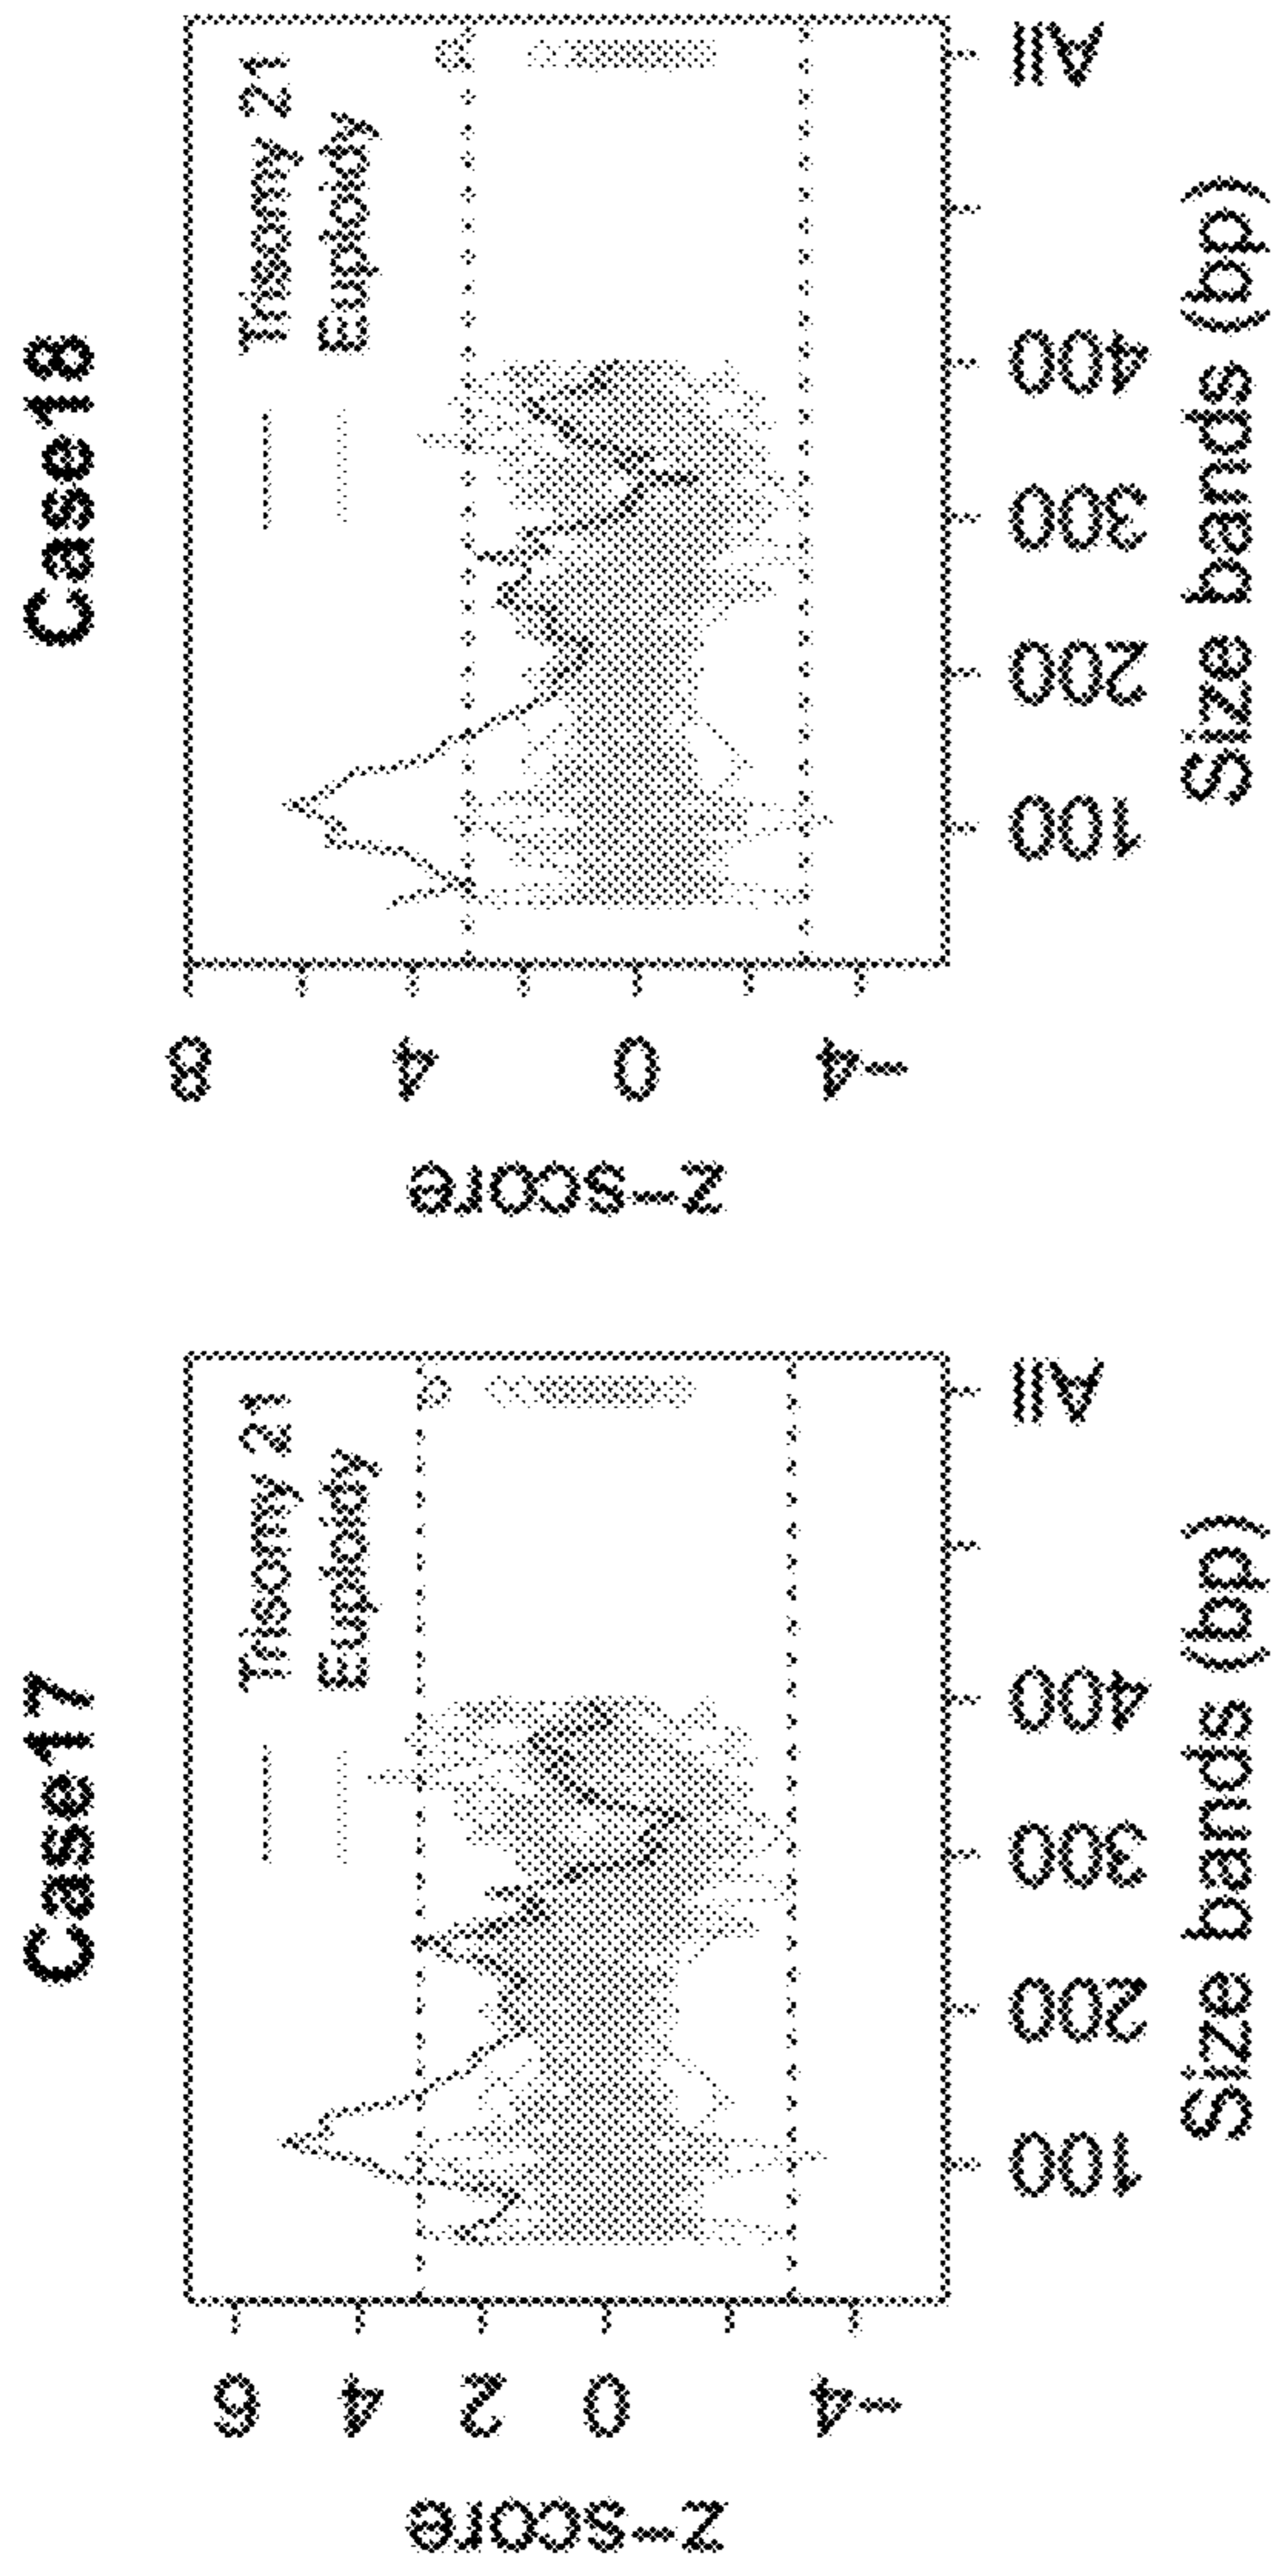 Case17
Trisomy 21
Euploidy
z-score
6
4
2
0
-4
100
200
300
400
All
Size bands (bp)
Case18
Trisomy 21
Euploidy
z-score
8
4
0
-4
100
200
300
400
All
Size bands (bp)